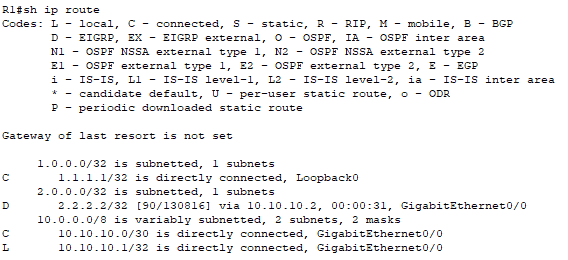 R1#sh ip route
Codes: L - local, C - connected, S - static, R - RIP, M - mobile, B - BGP
D - EIGRP, EX - EIGRP external, O - OSPF, IA - OSPF inter area
N1 - OSPF NSSA external type 1, N2 - OSPF NSSA external type 2
E1 - OSPF external type 1, E2 - OSPF external type 2, E - EGP
i - IS-IS, L1 - IS-IS level-1, L2 - IS-IS level-2, ia - IS-IS inter area
* - candidate default, U - per-user static route, o - ODR
P - periodic downloaded static route
Gateway of last resort is not set
1.0.0.0/32 is subnetted, 1 subnets
C 1.1.1.1/32 is directly connected, Loopback0
2.0.0.0/32 is subnetted, 1 subnets
D 2.2.2.2/32 [90/130816] via 10.10.10.2, 00:00:31, GigabitEthernet0/0
10.0.0.0/8 is variably subnetted, 2 subnets, 2 masks
C 10.10.10.0/30 is directly connected, GigabitEthernet0/0
L 10.10.10.1/32 is directly connected, GigabitEthernet0/0